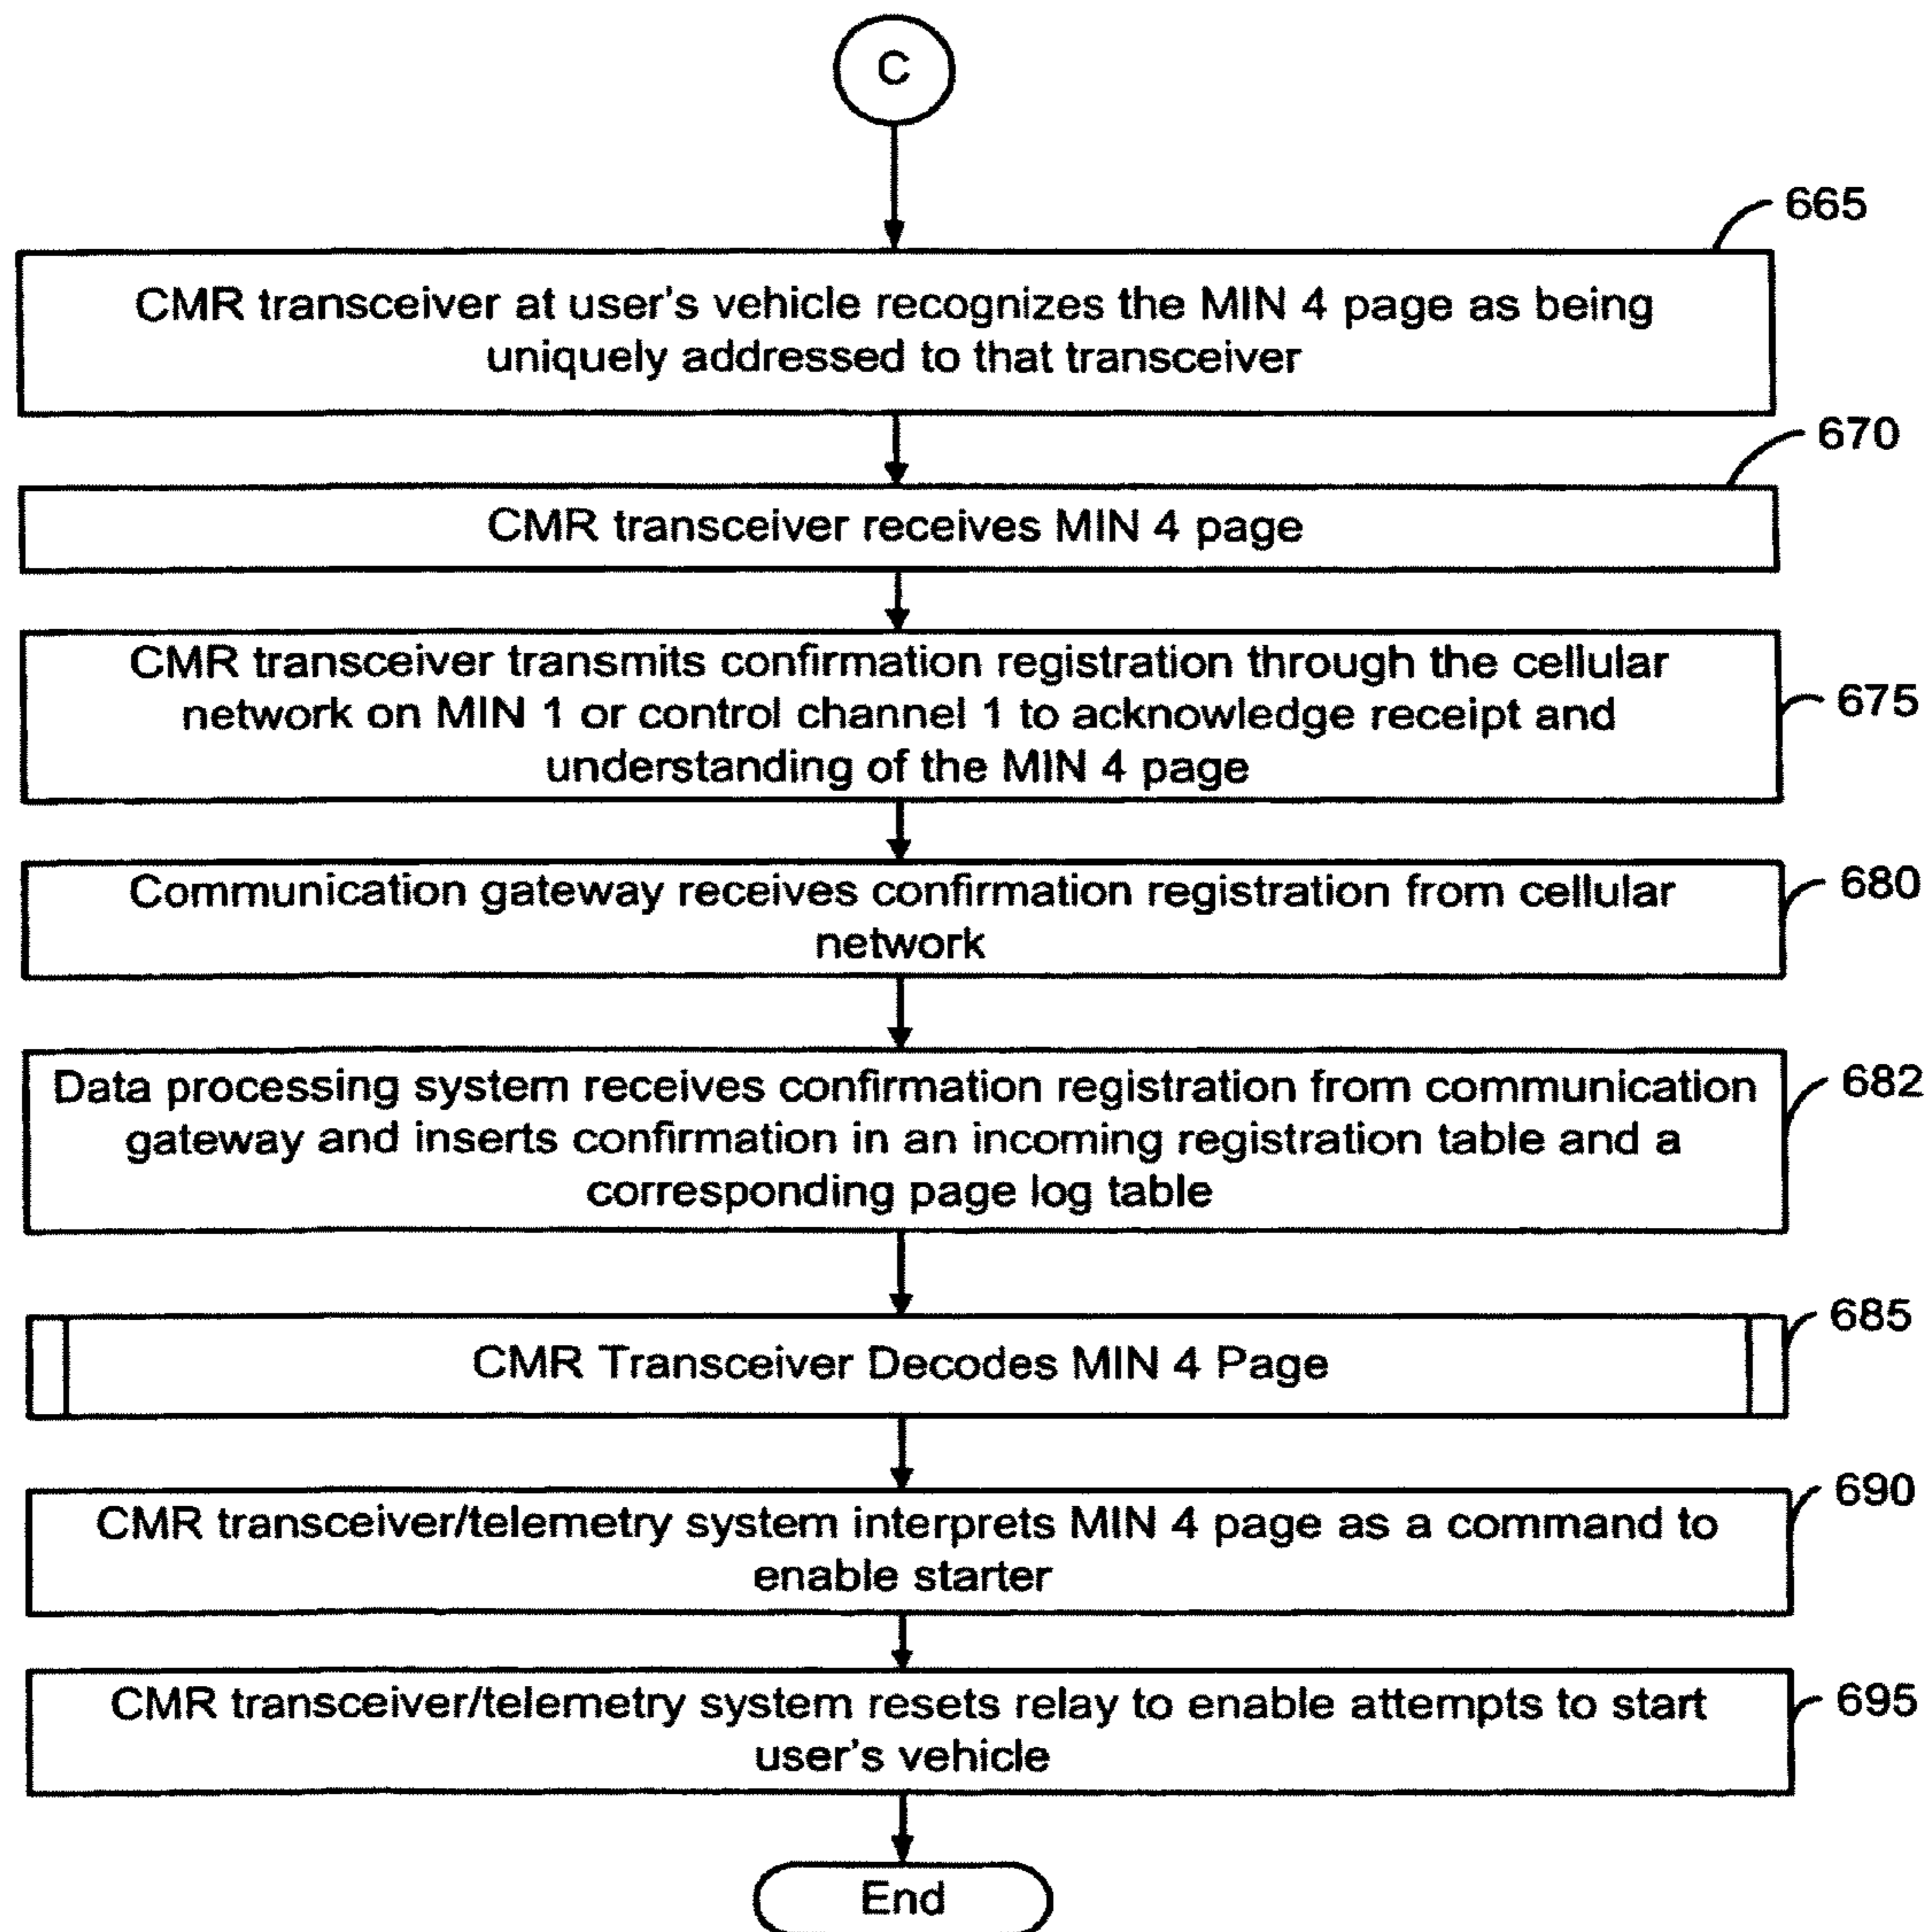 C
665
CMR transceiver at user's vehicle recognizes the MIN 4 page as being
uniquely addressed to that transceiver
670
CMR transceiver receives MIN 4 page
CMR transceiver transmits confirmation registration through the cellular
network on MIN 1 or control channel 1 to acknowledge receipt and
understanding of the MIN 4 page
675
Communication gateway receives confirmation registration from cellular
network
680
Data processing system receives confirmation registration from communication
gateway and inserts confirmation in an incoming registration table and a
corresponding page log table
682
CMR Transceiver Decodes MIN 4 Page
685
CMR transceiver/telemetry system interprets MIN 4 page as a command to
enable starter
690
CMR transceiver/telemetry system resets relay to enable attempts to start
user's vehicle
695
End